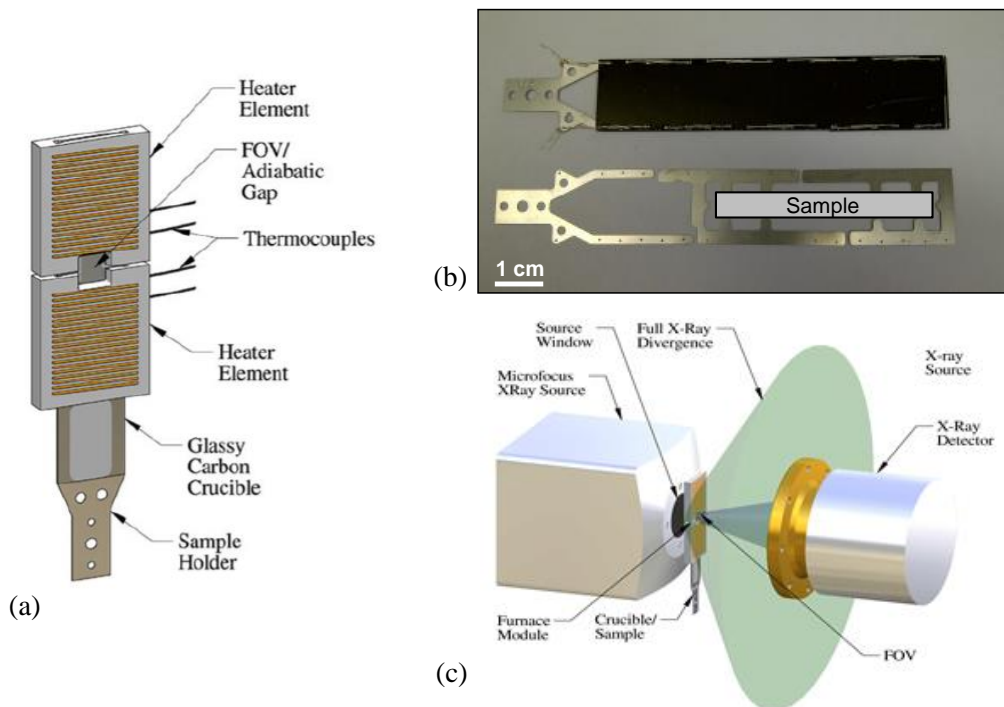 Heater
Element
FOV/
Adiabatic
Gap
Thermocouples
Heater
Element
Glassy
Carbon
Crucible
Sample
Holder
(a)
Sample
1 cm
(b)
Source
Window
Full X-Ray
Divergence
X-ray
Source
Microfocus
XRay Source
X-Ray
Detector
Furnace
Module
Crucible/
Sample
FOV
(c)